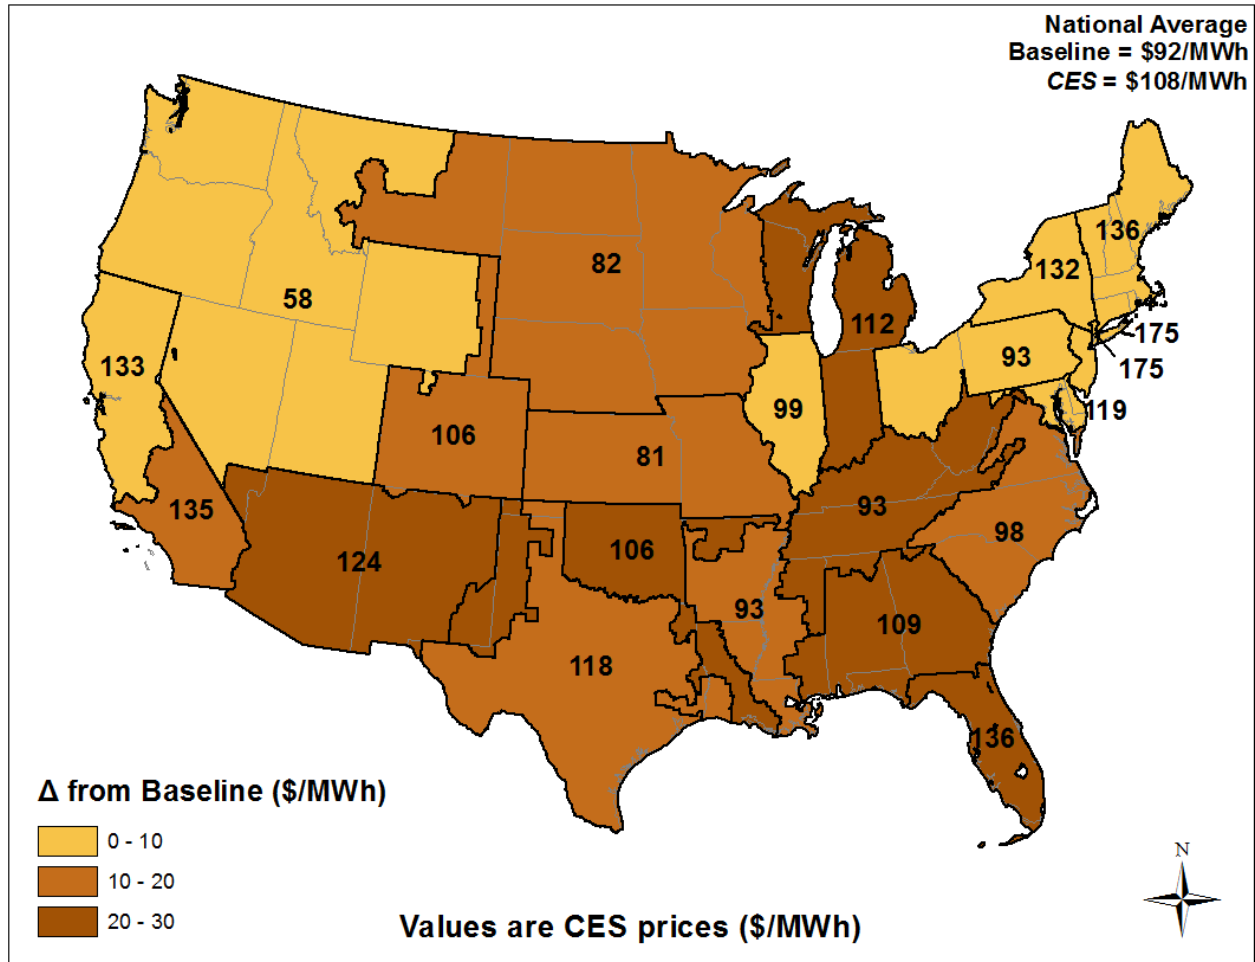 National Average
Baseline = $92/MWh
CES = $108/MWh
136
132
58
82
112
175
133
93
175
99
119
106
81
135
93
98
124
106
93
109
118
136
Δ from Baseline ($/MWh)
0 - 10
10 - 20
20 - 30
N
Values are CES prices ($/MWh)